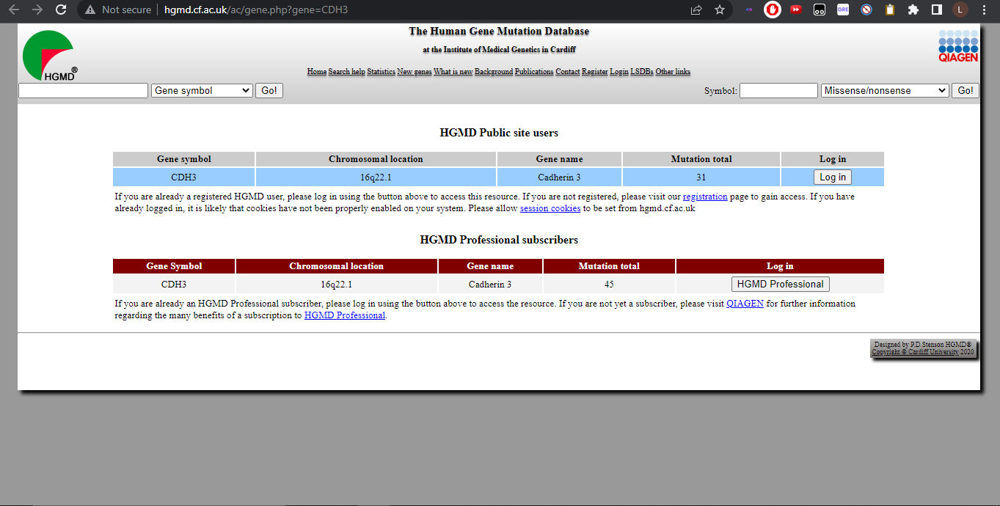 Not secure | hgmd.cf.ac.uk/ac/gene.php?gene=CDH3
GRE
L
The Human Gene Mutation Database
at the Institute of Medical Genetics in Cardiff
HGMD®
QIAGEN
Home Search help Statistics New genes What is new Background Publications Contact Register Login LSDBs Other links
Gene symbol Go! Symbol: Missense/nonsense Go!
HGMD Public site users
Gene symbol Chromosomal location Gene name Mutation total Log in
CDH3 16q22.1 Cadherin 3 31 Log in
If you are already a registered HGMD user, please log in using the button above to access this resource. If you are not registered, please visit our registration page to gain access. If you have
already logged in, it is likely that cookies have not been properly enabled on your system. Please allow session cookies to be set from hgmd.cf.ac.uk
HGMD Professional subscribers
Gene Symbol Chromosomal location Gene name Mutation total Log in
CDH3 16q22.1 Cadherin 3 45 HGMD Professional
If you are already an HGMD Professional subscriber, please log in using the button above to access the resource. If you are not yet a subscriber, please visit QIAGEN for further information
regarding the many benefits of a subscription to HGMD Professional.
Designed by P.D.Stenson HGMD®
Copyright © Cardiff University 2020